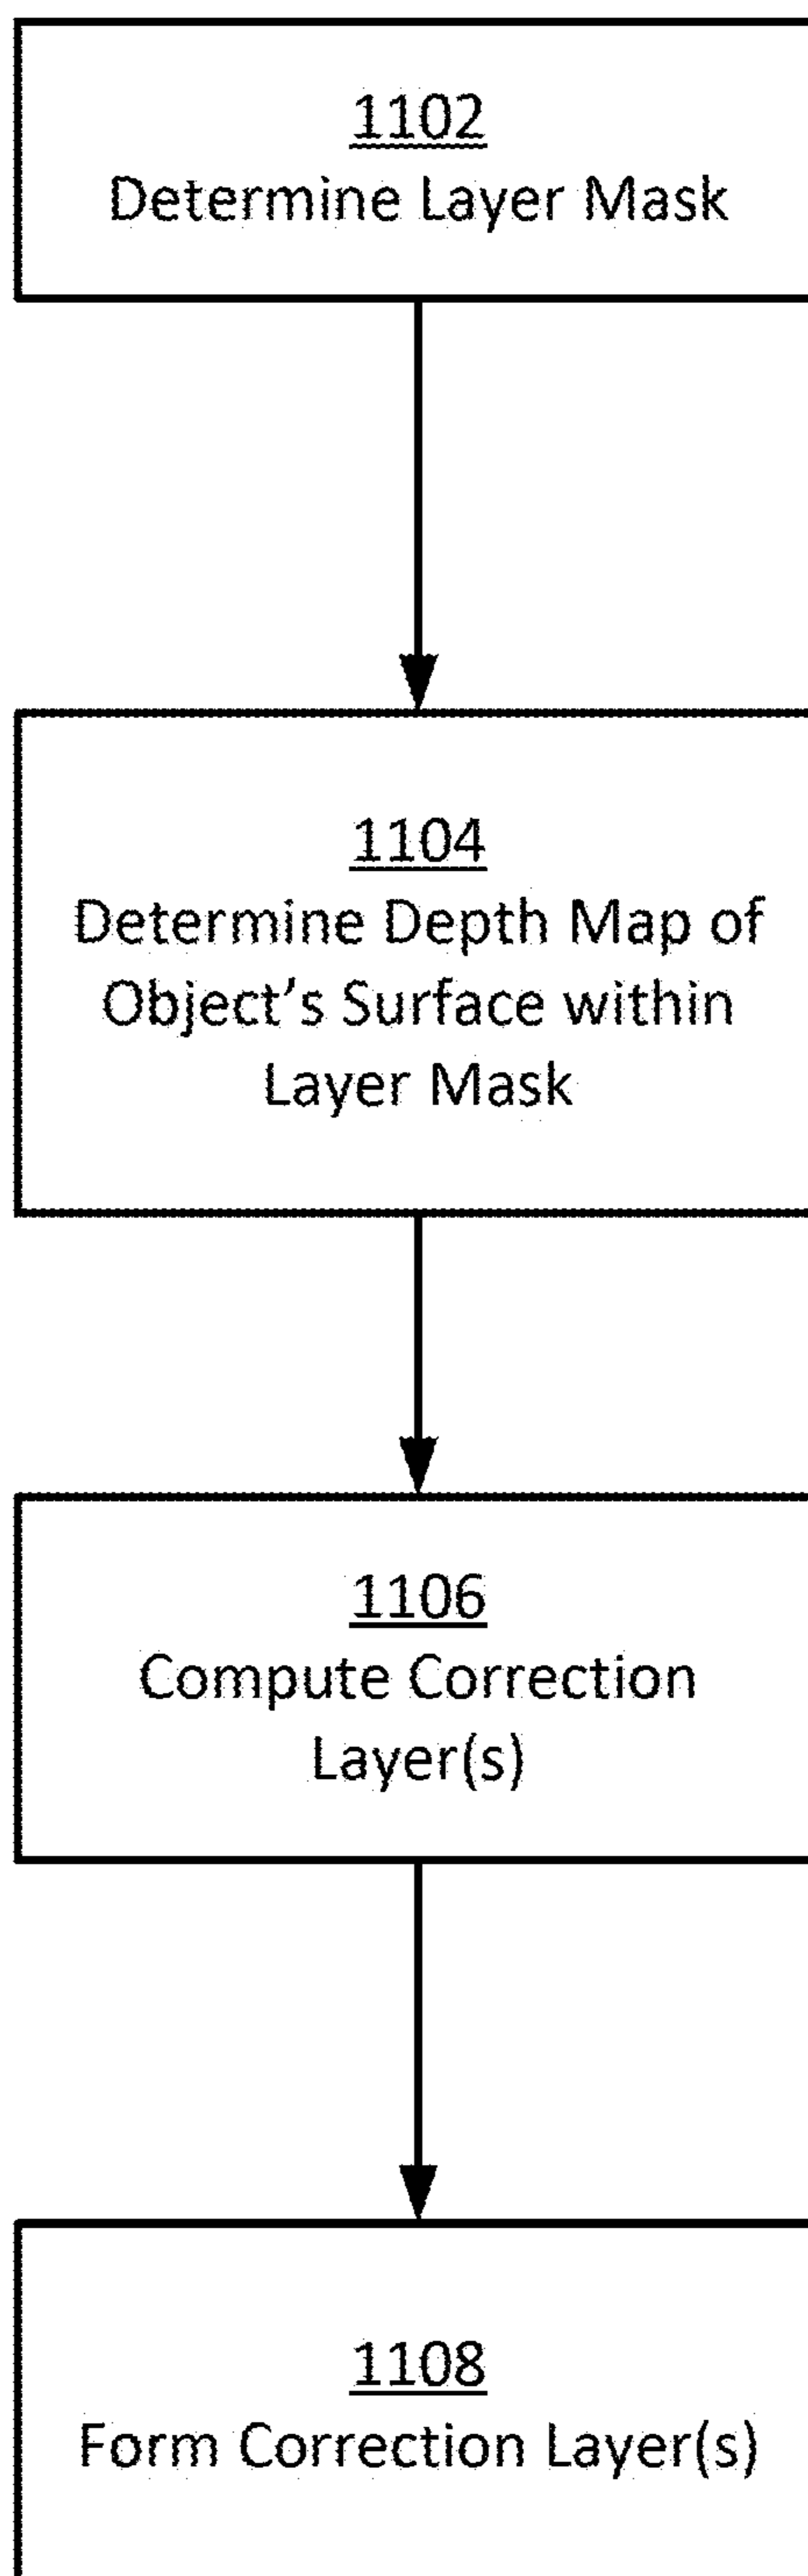 1102
Determine Layer Mask
1104
Determine Depth Map of
Object's Surface within
Layer Mask
1106
Compute Correction
Layer(s)
1108
Form Correction Layer(s)